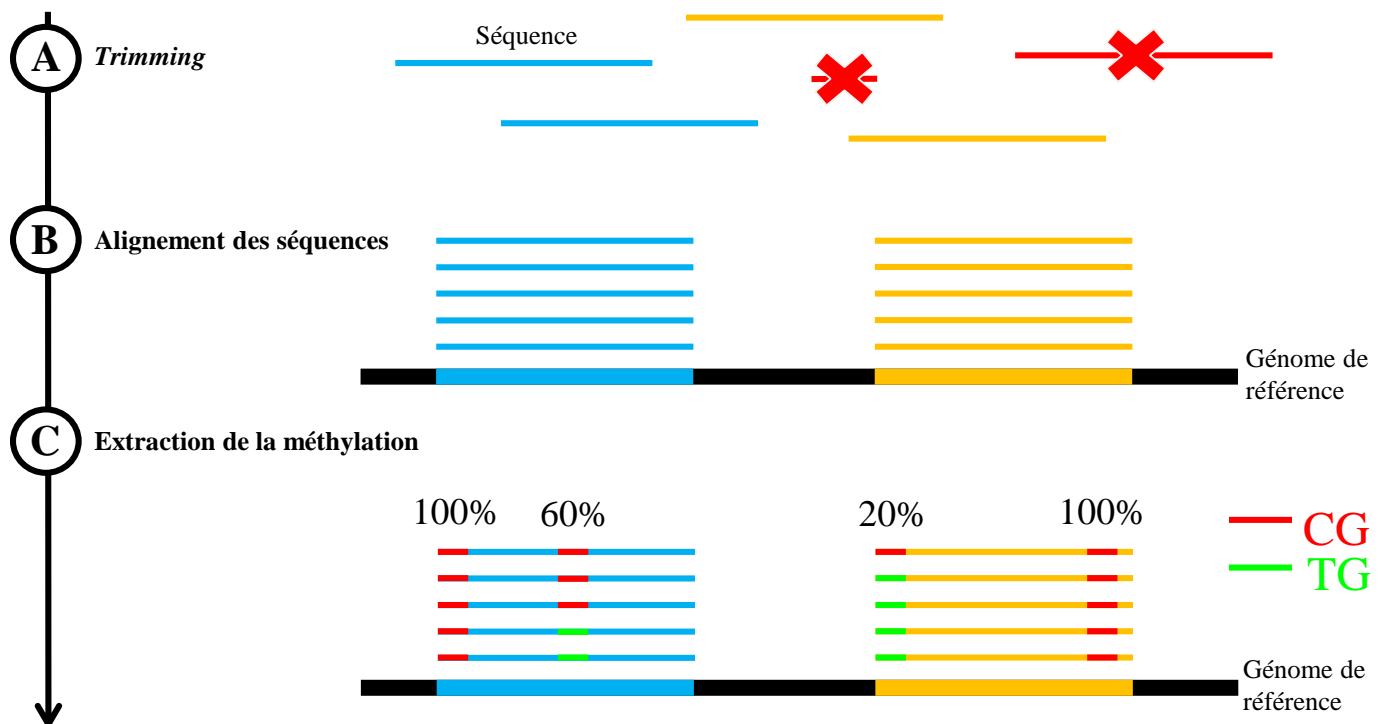 A
Trimming
Séquence
B
Alignement des séquences
Génome de
référence
C
Extraction de la méthylation
100%
60%
20%
100%
CG
TG
Génome de
référence